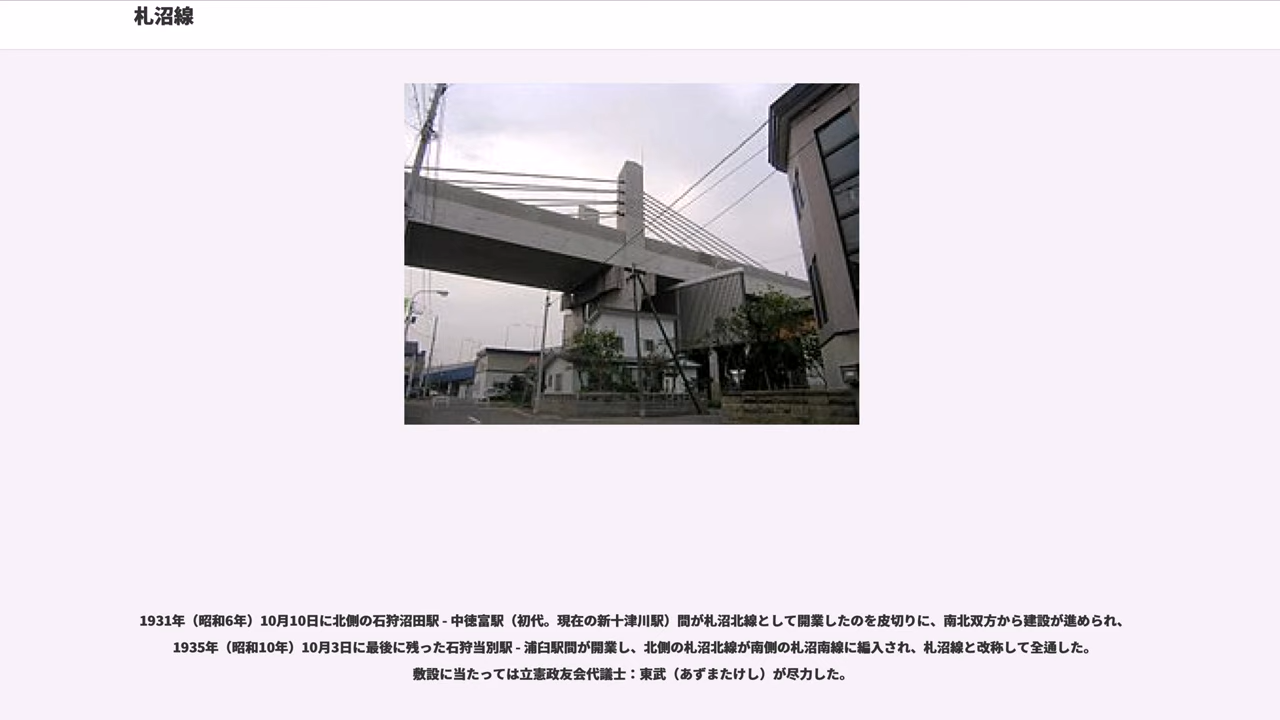 札沼線
1931年（昭和6年）10月10日に北側の石狩沼田駅 - 中徳富駅（初代。現在の新十津川駅）間が札沼北線として開業したのを皮切りに、南北双方から建設が進められ、
1935年（昭和10年）10月3日に最後に残った石狩当別駅 - 浦臼駅間が開業し、北側の札沼北線が南側の札沼南線に編入され、札沼線と改称して全通した。
敷設に当たっては立憲政友会代議士：東武（あずまたけし）が尽力した。